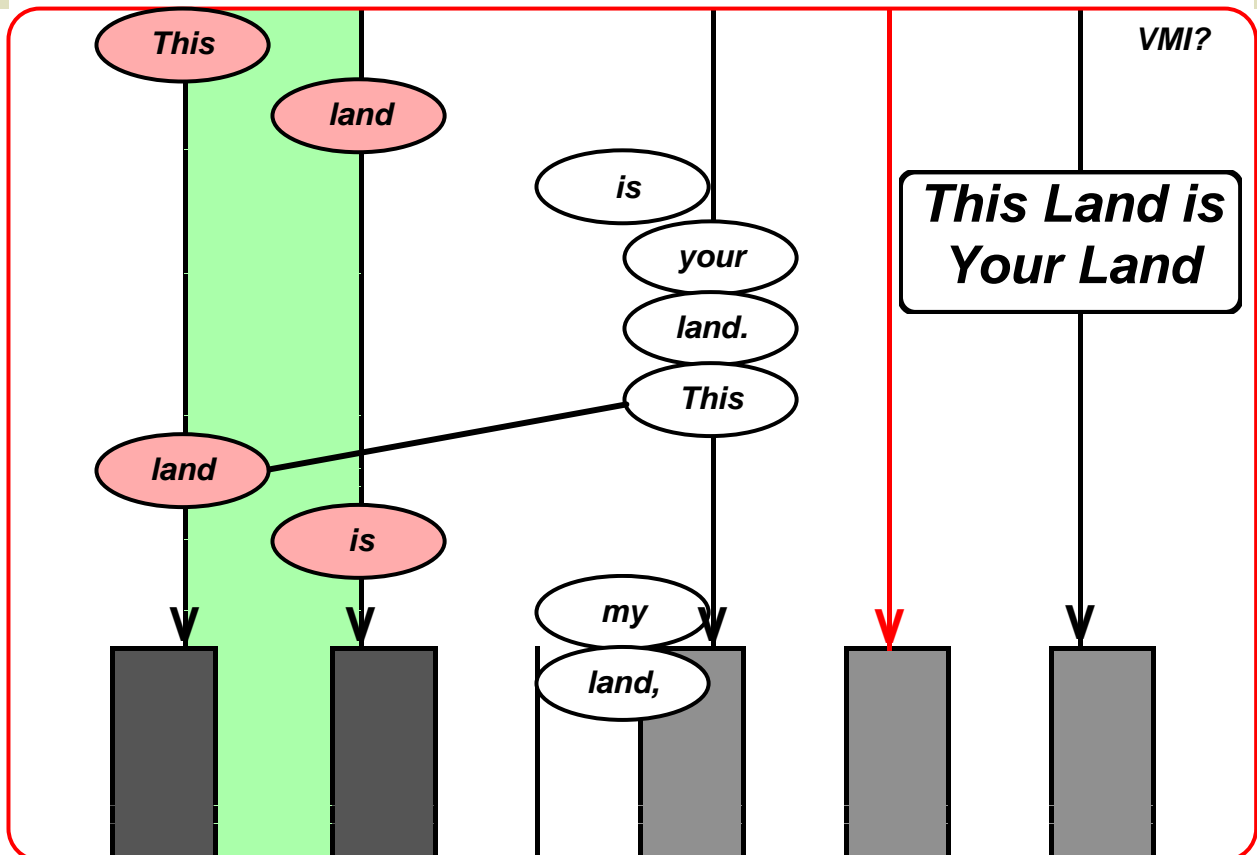 VMI?
This
land
is
This Land is
Your Land
your
land.
This
land
is
my
land,